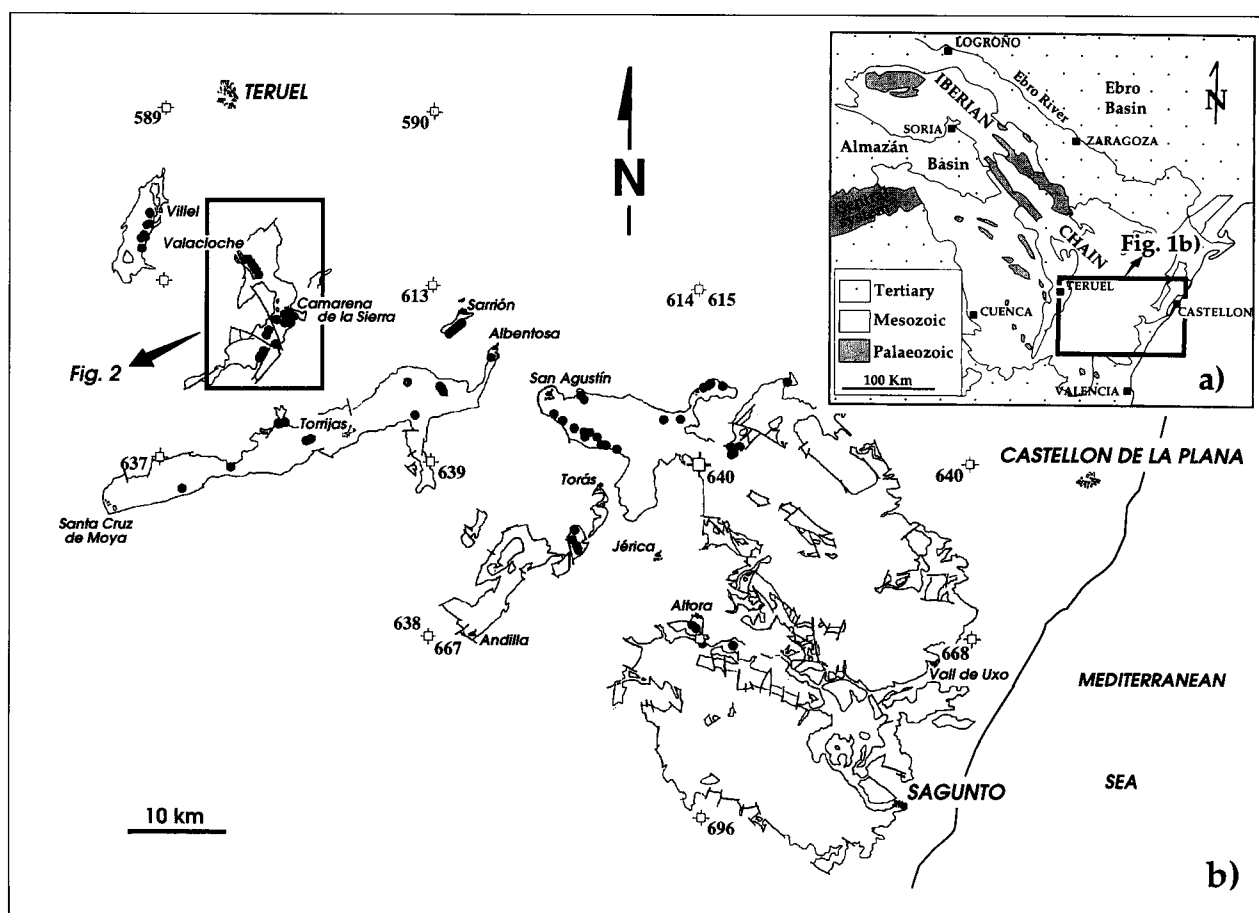 TERUEL
589
590
N
Villel
Valacloche
613
614
615
Sarrión
Camarena
de la Sierra
Albentosa
Fig. 2
San Agustín
Torrijas
637
639
640
640
CASTELLON DE LA PLANA
Torás
Santa Cruz
de Moya
Jérica
Altora
638
667
Andilla
668
Vall de Uxo
MEDITERRANEAN
SEA
SAGUNTO
696
10 km
b)
LOGROÑO
IBERIAN
Ebro River
Ebro
Basin
N
SORIA
ZARAGOZA
Almazán
Basin
CHAIN
Fig. 1b)
TERUEL
CASTELLON
CUENCA
Tertiary
Mesozoic
Palaeozoic
100 Km
VALENCIA
a)